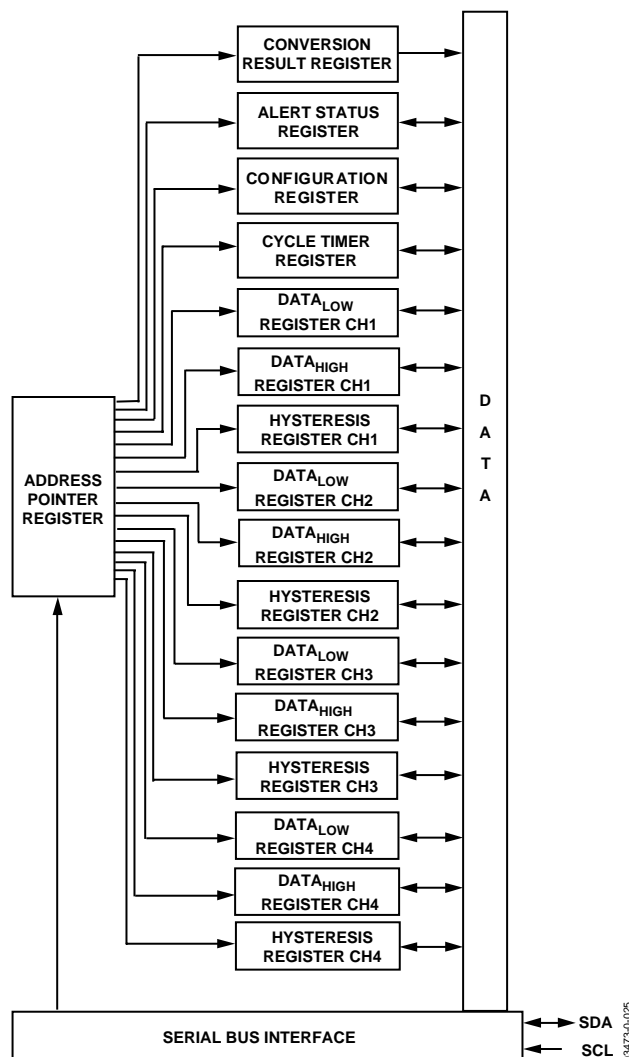 CONVERSION
RESULT REGISTER
ALERT STATUS
REGISTER
CONFIGURATION
REGISTER
CYCLE TIMER
REGISTER
DATALOW
REGISTER CH1
DATAHIGH
REGISTER CH1
HYSTERESIS
REGISTER CH1
ADDRESS
POINTER
REGISTER
DATALOW
REGISTER CH2
DATAHIGH
REGISTER CH2
HYSTERESIS
REGISTER CH2
DATALOW
REGISTER CH3
DATAHIGH
REGISTER CH3
HYSTERESIS
REGISTER CH3
DATALOW
REGISTER CH4
DATAHIGH
REGISTER CH4
HYSTERESIS
REGISTER CH4
D
A
T
A
SERIAL BUS INTERFACE
SDA
SCL